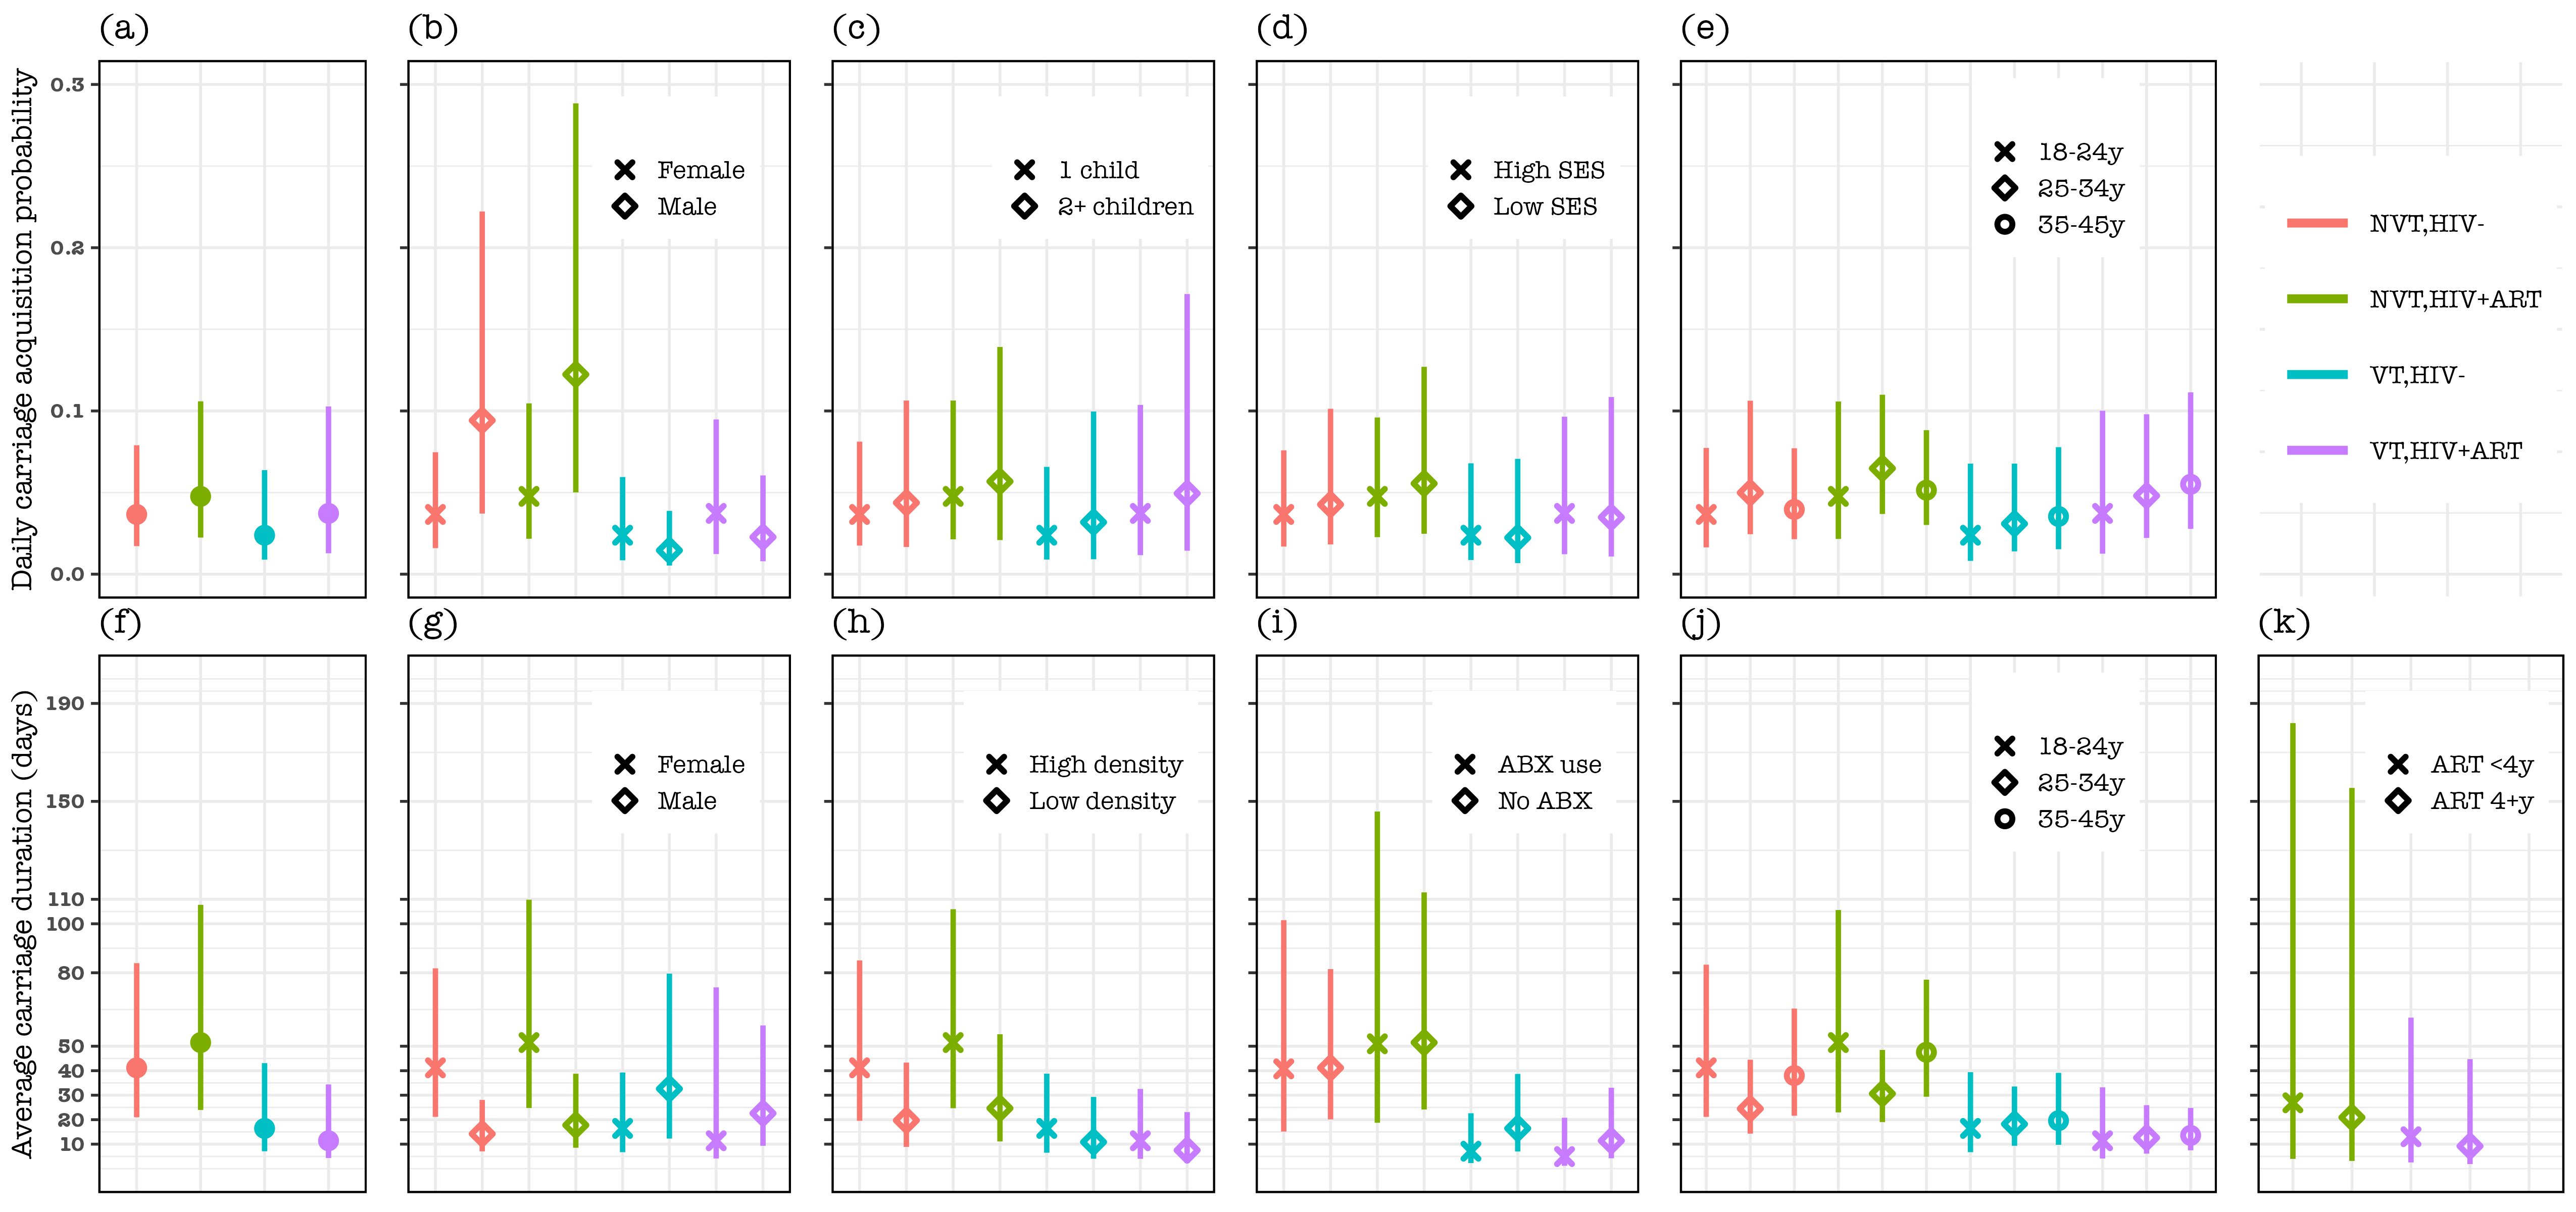 (a)
(b)
(c)
(d)
(e)
Daily carriage acquisition probability
0.3
0.2
0.1
0.0
Female
Male
1 child
2+ children
High SES
Low SES
18-24y
25-34y
35-45y
NVT,HIV-
NVT,HIV+ART
VT,HIV-
VT,HIV+ART
(f)
(g)
(h)
(i)
(j)
(k)
Average carriage duration (days)
190
150
110
100
80
50
40
30
20
10
Female
Male
High density
Low density
ABX use
No ABX
18-24y
25-34y
35-45y
ART <4y
ART 4+y